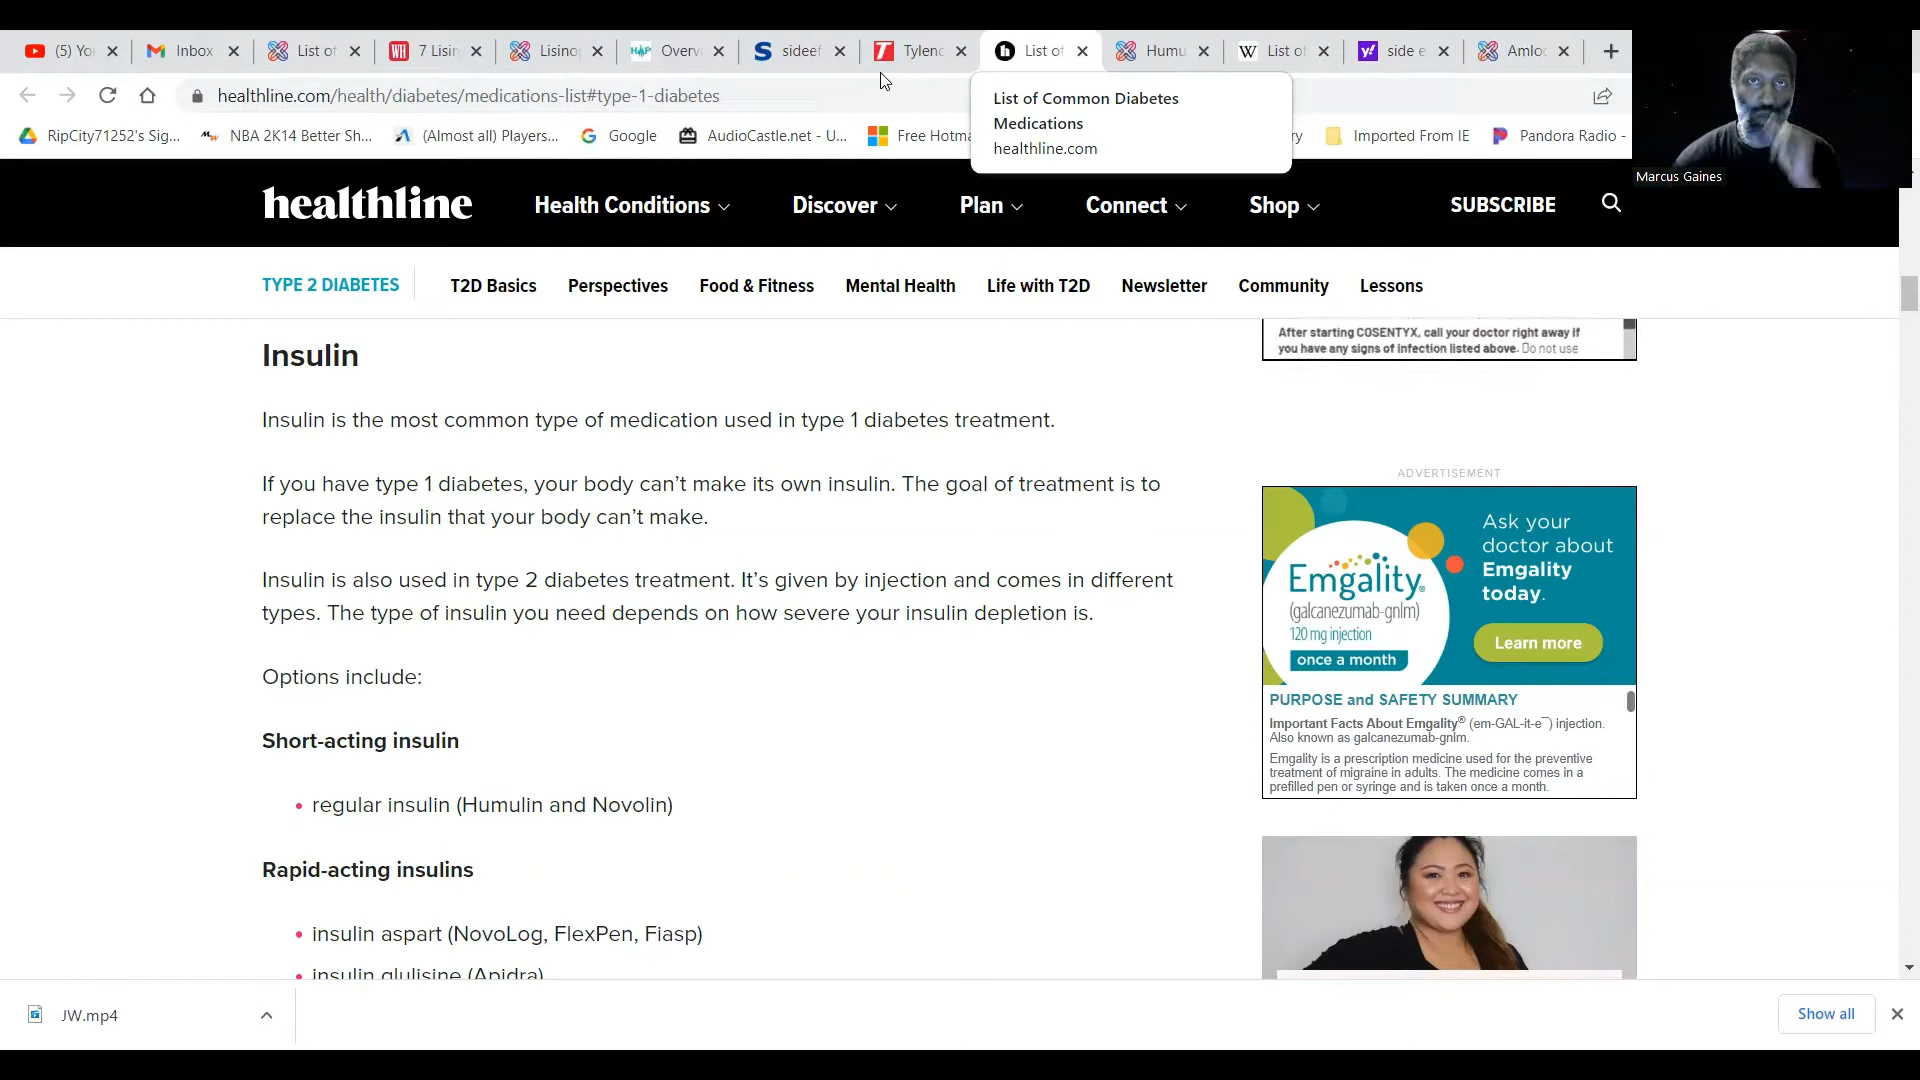 (5) Yo
Inbox
List of
7 Lisin
Lisino
Overv
sideef
Tylenc
List of
Humu
List of
side e
Amlo
healthline.com/health/diabetes/medications-list#type-1-diabetes
List of Common Diabetes
Medications
healthline.com
RipCity71252's Sig...
NBA 2K14 Better Sh...
(Almost all) Players...
Google
AudioCastle.net - U...
Free Hotma
Imported From IE
Pandora Radio -
Marcus Gaines
healthline
Health Conditions
Discover
Plan
Connect
Shop
SUBSCRIBE
TYPE 2 DIABETES
T2D Basics
Perspectives
Food & Fitness
Mental Health
Life with T2D
Newsletter
Community
Lessons
Insulin
Insulin is the most common type of medication used in type 1 diabetes treatment.
If you have type 1 diabetes, your body can’t make its own insulin. The goal of treatment is to
replace the insulin that your body can’t make.
Insulin is also used in type 2 diabetes treatment. It’s given by injection and comes in different
types. The type of insulin you need depends on how severe your insulin depletion is.
Options include:
Short-acting insulin
• regular insulin (Humulin and Novolin)
Rapid-acting insulins
• insulin aspart (NovoLog, FlexPen, Fiasp)
• insulin glulisine (Apidra)
After starting COSENTYX, call your doctor right away if
you have any signs of infection listed above. Do not use
ADVERTISEMENT
Emgality®
(galcanezumab-gnlm)
120 mg injection
once a month
Ask your
doctor about
Emgality
today.
Learn more
PURPOSE and SAFETY SUMMARY
Important Facts About Emgality® (em-GAL-it-e¯) injection.
Also known as galcanezumab-gnlm.
Emgality is a prescription medicine used for the preventive
treatment of migraine in adults. The medicine comes in a
prefilled pen or syringe and is taken once a month.
JW.mp4
Show all